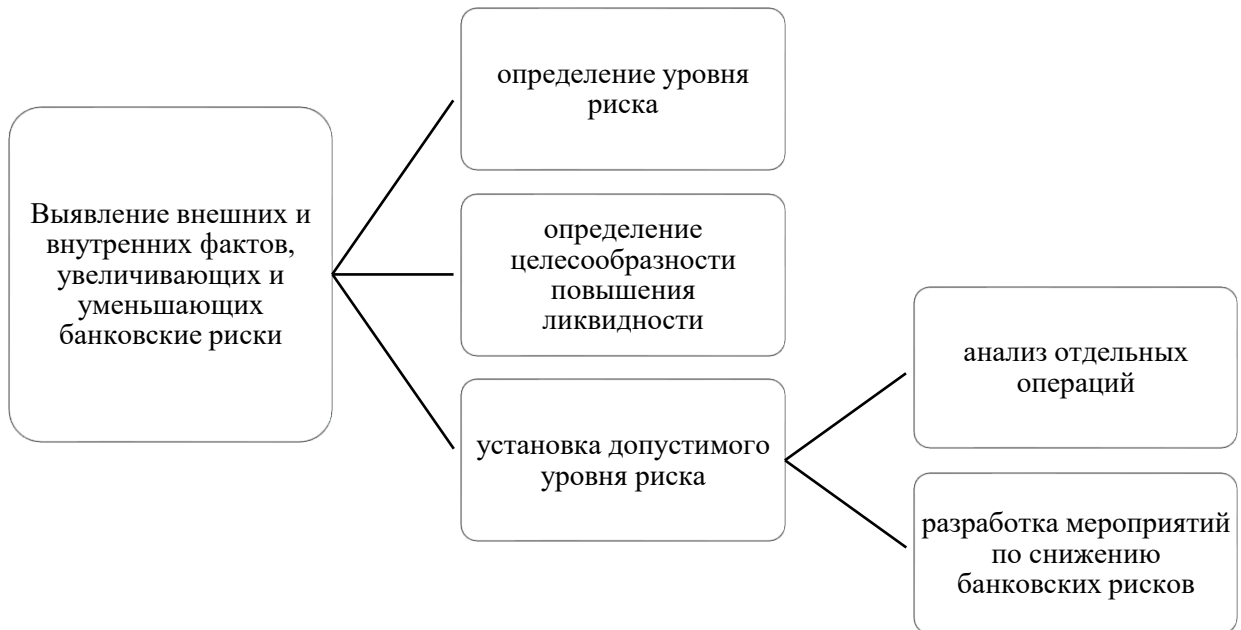 Выявление внешних и
внутренних фактов,
увеличивающих и
уменьшающих
банковские риски
определение уровня
риска
определение
целесообразности
повышения
ликвидности
установка допустимого
уровня риска
анализ отдельных
операций
разработка мероприятий
по снижению
банковских рисков